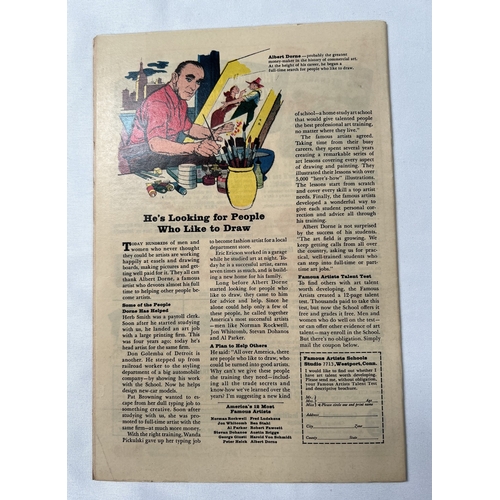 Albert Dorne — probably the greatest
money-maker in the history of commercial art.
At the height of his career, he began a
full-time search for people who like to draw.
He's Looking for People
Who Like to Draw
TODAY HUNDREDS of men and
women who never thought
they could be artists are working
happily at easels and drawing
boards, making pictures and getting
well paid for it. They all can
thank Albert Dorne, a famous
artist who devotes almost his full
time to helping other people become
artists.
Some of the People
Dorne Has Helped
Herb Smith was a payroll clerk.
Soon after he started studying with
us, he landed an art job
with a large printing firm. This
was four years ago; today he's
head artist for the same firm.
Don Golemba of Detroit is
another. He stepped up from
railroad worker to the styling
department of a big automobile
company—by showing his work
with the School. Now he helps
design new-car models.
Pat Browning wanted to escape
from her dull typing job to
something creative. Soon after
studying with us, she was promoted
to full-time artist with the
same firm—at much more money.
With the right training, Wanda
Pickulski gave up her typing job
to become fashion artist for a local
department store.
Eric Ericson worked in a garage
while he studied art at night. Today
he is a successful artist, earns
seven times as much, and is building
a new home for his family.
Long before Albert Dorne
started looking for people who
like to draw, they came to him
for advice and help. Since he
alone could help only a few of
these people, he called together
America's most successful artists
—men like Norman Rockwell,
Jon Whitcomb, Stevan Dohanos
and Al Parker.
A Plan to Help Others
He said: "All over America, there
are people who like to draw, who
could be turned into good artists.
Why can't we give these people
the training they need—including
all the trade secrets and
know how we've learned over the
years? I'm suggesting a new kind
America's 12 Most
Famous Artists
Norman Rockwell Fred Ludekens
Jon Whitcomb Ben Stahl
Al Parker Robert Fawcett
Stevan Dohanos Austin Briggs
George Giusti Harold Von Schmidt
Peter Helck Albert Dorne
of school—a home study art school
that would give talented people
the best professional art training,
no matter where they live."
The famous artists agreed.
Taking time from their busy
careers, they spent several years
creating a remarkable series of
art lessons covering every aspect
of drawing and painting. They
illustrated their lessons with over
5,000 "here's-how" illustrations.
The lessons start from scratch
and cover every skill a top artist
needs. Finally, the famous artists
developed a wonderful way to
give each student personal correction
and advice all through
his training.
Albert Dorne is not surprised
by the success of his students.
"The art field is growing. We
keep getting calls from all over
the country, asking us for practical,
well-trained students who
can step into full-time or part-
time art jobs."
Famous Artists Talent Test
To find others with art talent
worth developing, the Famous
Artists created a 12-page talent
test. Thousands paid to take this
test, but now the School offers it
free and grades it free. Men and
women who do well on the test—
or can offer other evidence of art
talent—may enroll in the School.
But there's no obligation. Simply
mail the coupon below.
Famous Artists Schools
Westport, Conn.
I would like to find out whether I
have art talent worth developing.
Please send me, without obligation,
your Famous Artists Talent Test
and descriptive brochure.
Mr.
Mrs.
Miss
Address
City Zone
County State